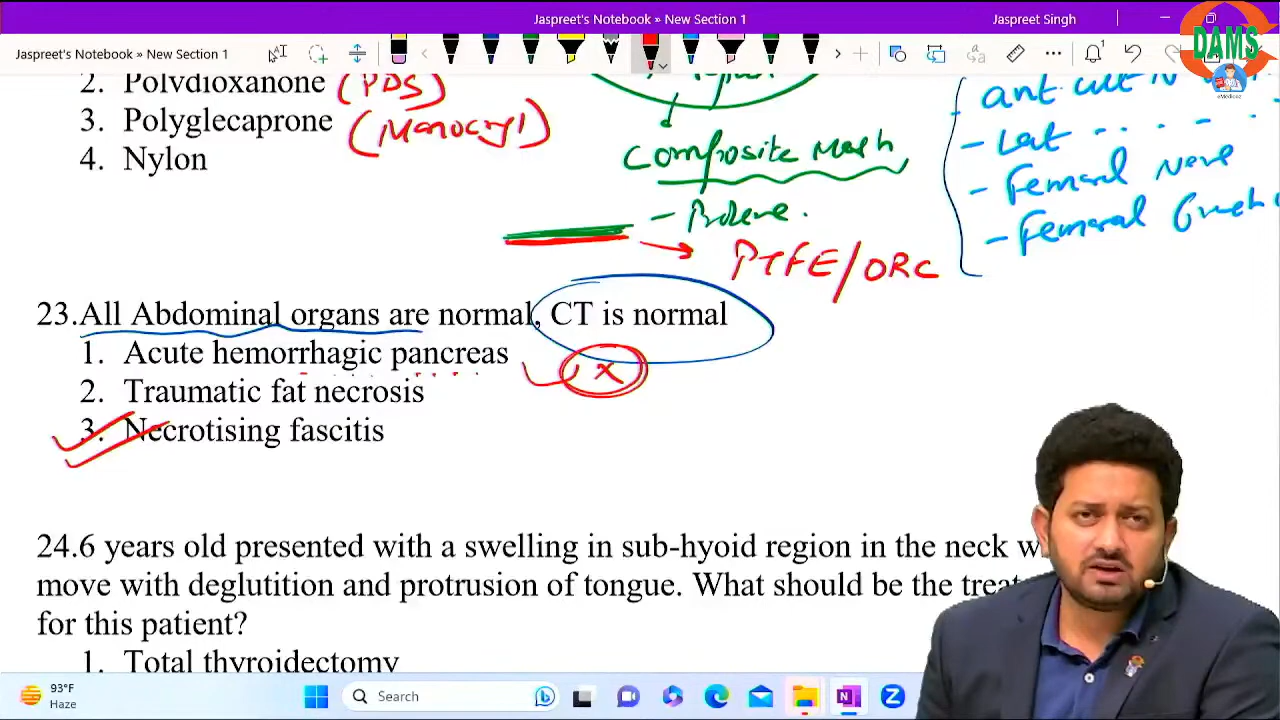 Jaspreet's Notebook » New Section 1
Jaspreet Singh
Jaspreet's Notebook » New Section 1
DAMS
eMedicoz
2. Polydioxanone (PDS)
3. Polyglecaprone (Monocryl)
4. Nylon
Composite Mesh
- Prolene.
PTFE/ORC
ant cut N
- Lat
- Femoral Nerve
- Femoral
23.All Abdominal organs are normal, CT is normal
1. Acute hemorrhagic pancreas
2. Traumatic fat necrosis
3. Necrotising fascitis
24.6 years old presented with a swelling in sub-hyoid region in the neck
move with deglutition and protrusion of tongue. What should be the
for this patient?
1. Total thyroidectomy
93°F
Haze
Search